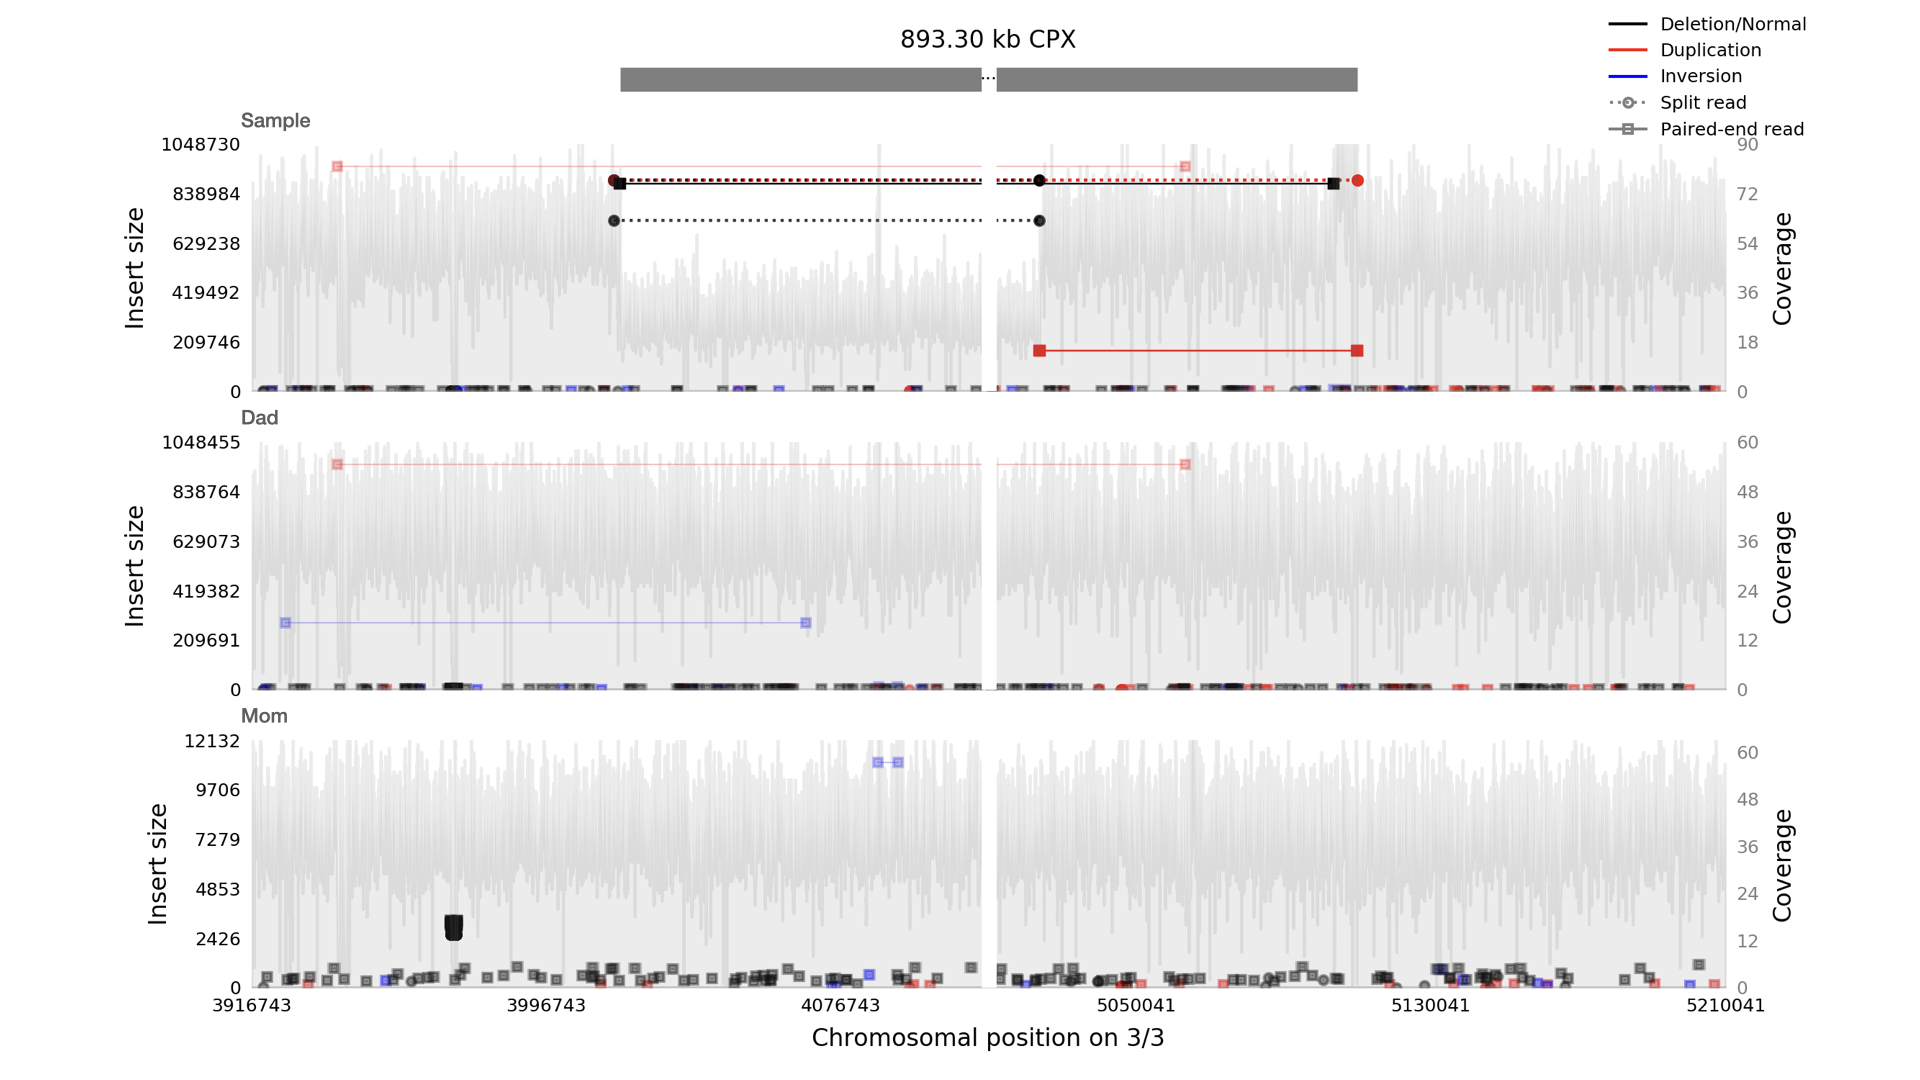 893.30 kb CPX
...
Deletion/Normal
Duplication
Inversion
Split read
Paired-end read
Sample
1048730
838984
629238
419492
209746
0
Insert size
90
72
54
36
18
0
Coverage
Dad
1048455
838764
629073
419382
209691
0
Insert size
60
48
36
24
12
0
Coverage
Mom
12132
9706
7279
4853
2426
0
Insert size
60
48
36
24
12
0
Coverage
3916743 3996743 4076743 5050041 5130041 5210041
Chromosomal position on 3/3